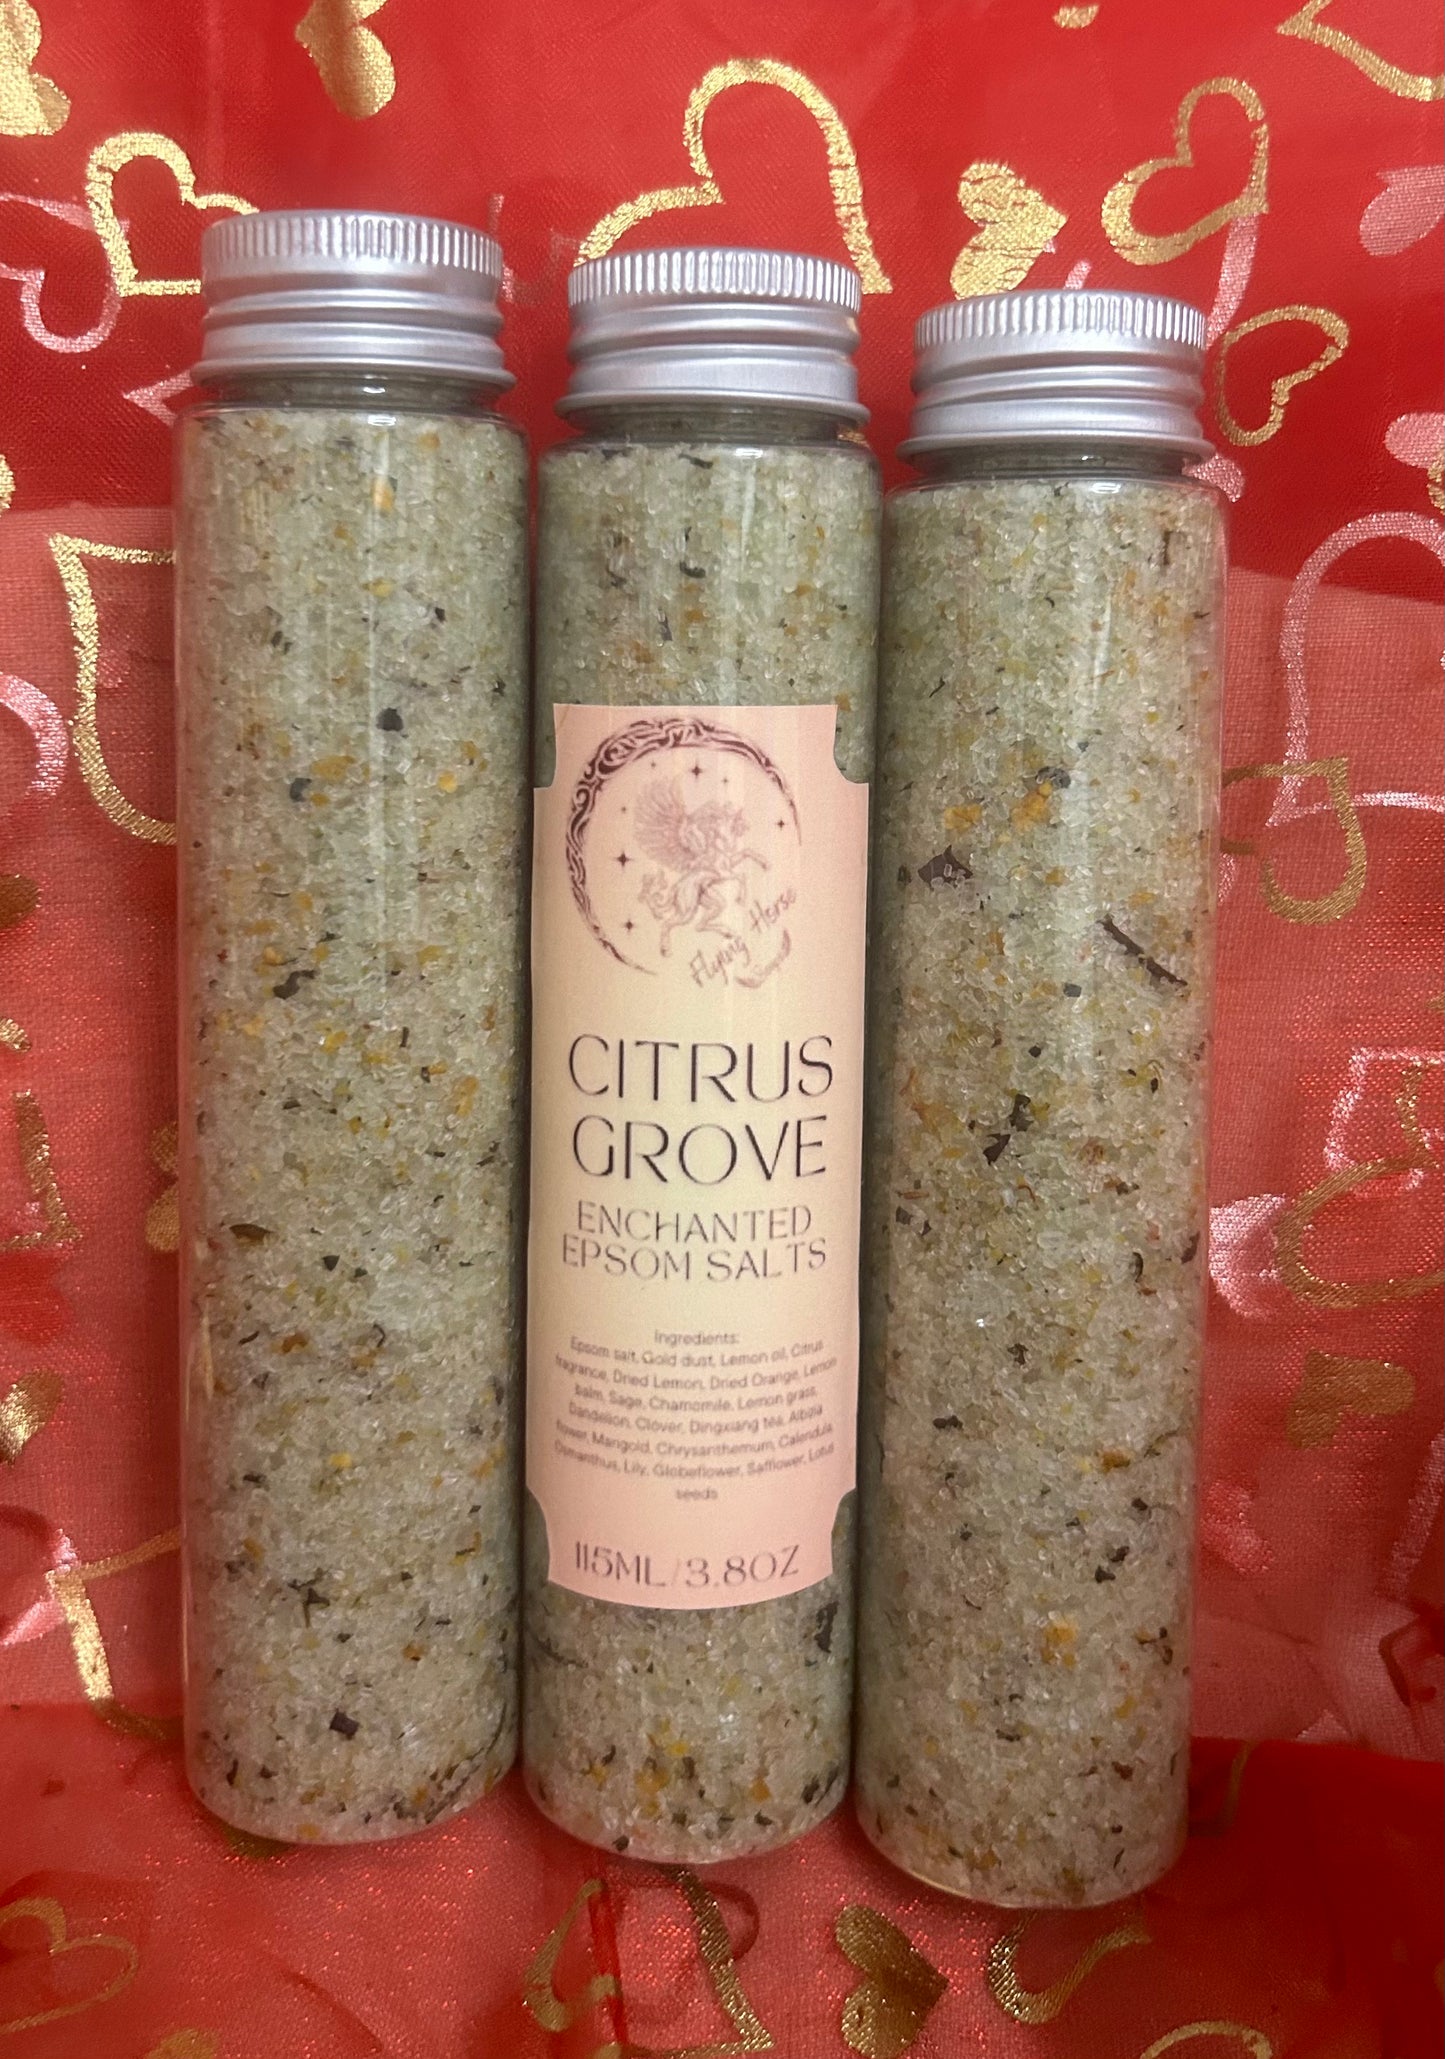 Flying Horse
CITRUS
GROVE
ENCHANTED
EPSOM SALTS
Ingredients:
Epsom salt, Gold dust, Lemon oil, Citrus
fragrance, Dried Lemon, Dried Orange, Lemon
balm, Sage, Chamomile, Lemon grass,
Dandelion, Clover, Dingxiang tea, Albizia
flower, Marigold, Chrysanthemum, Calendula,
Osmanthus, Lily, Globeflower, Safflower, Lotus
seeds
115ML/3.8OZ